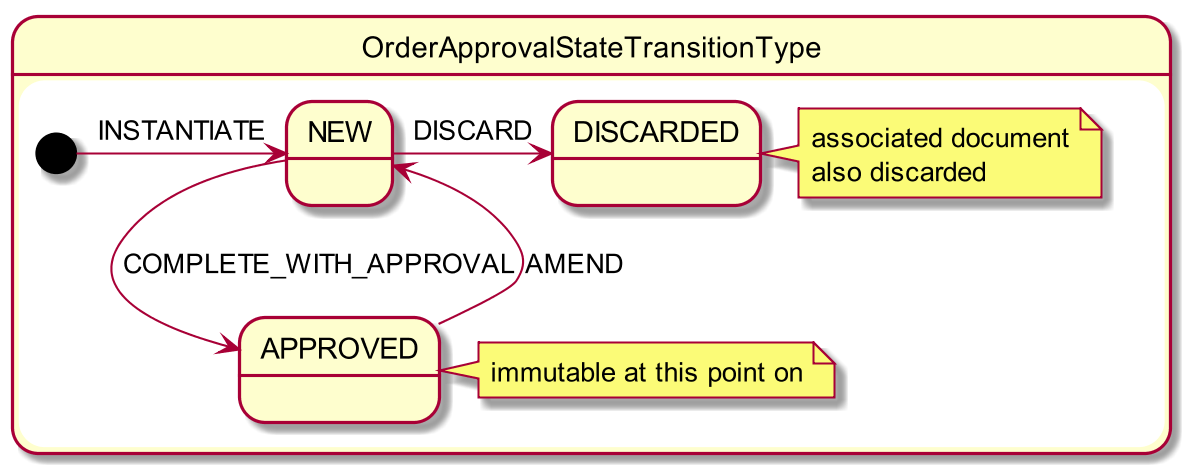 OrderApprovalStateTransitionType
INSTANTIATE
NEW
DISCARD
DISCARDED
associated document
also discarded
COMPLETE_WITH_APPROVAL
AMEND
APPROVED
immutable at this point on